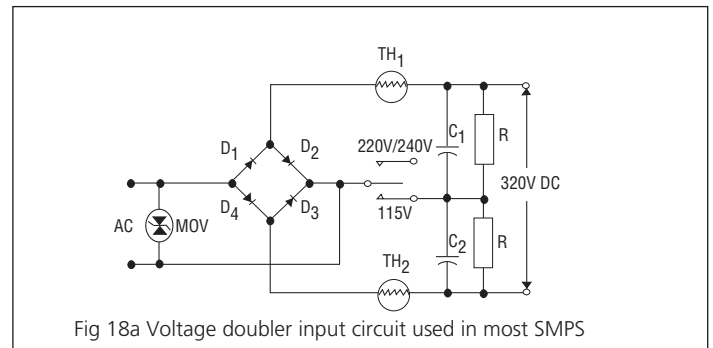 TH1
D1
D2
220V/240V
C1
R
320V DC
AC
MOV
D4
D3
115V
C2
R
TH2
Fig 18a Voltage doubler input circuit used in most SMPS